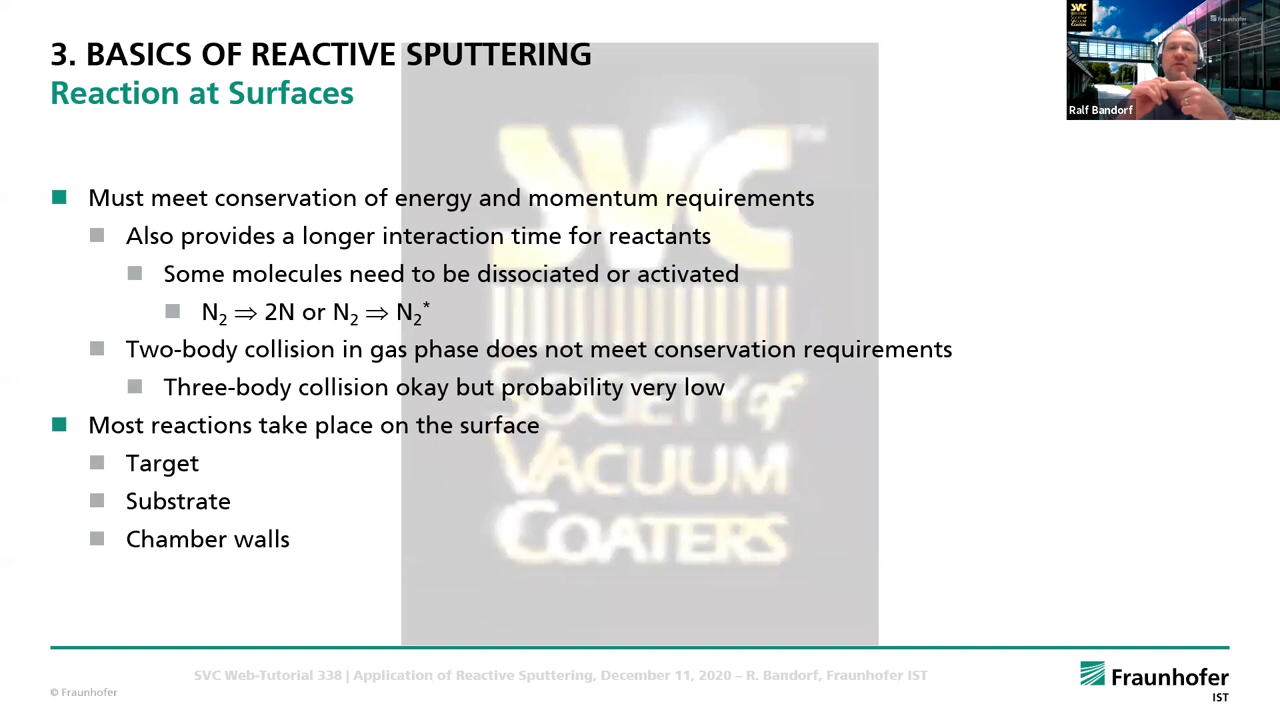 3. BASICS OF REACTIVE SPUTTERING
Reaction at Surfaces
Must meet conservation of energy and momentum requirements
Also provides a longer interaction time for reactants
Some molecules need to be dissociated or activated
N₂ ⇒ 2N or N₂ ⇒ N₂*
Two-body collision in gas phase does not meet conservation requirements
Three-body collision okay but probability very low
Most reactions take place on the surface
Target
Substrate
Chamber walls
SVC™
SOCIETY of
VACUUM
COATERS
SVC
Fraunhofer
Ralf Bandorf
SVC Web-Tutorial 338 | Application of Reactive Sputtering, December 11, 2020 – R. Bandorf, Fraunhofer IST
© Fraunhofer
Fraunhofer
IST